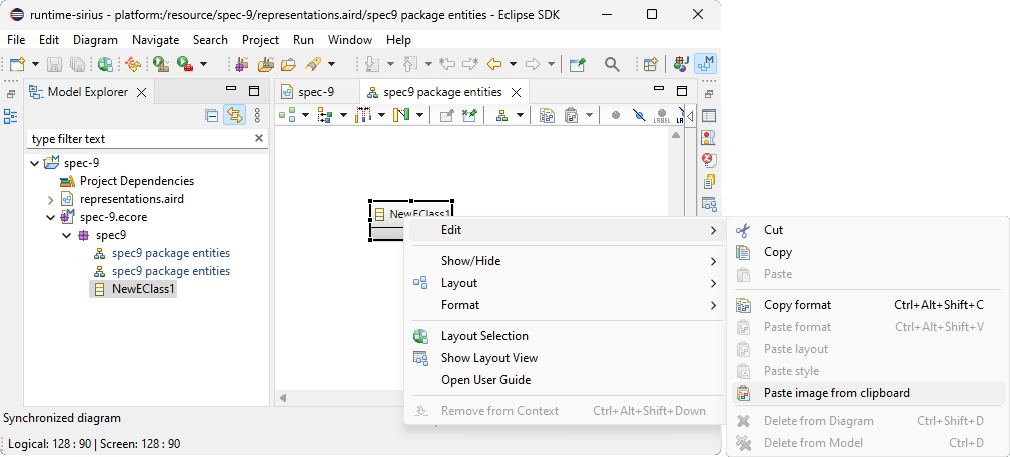 runtime-sirius - platform:/resource/spec-9/representations.aird/spec9 package entities - Eclipse SDK
File Edit Diagram Navigate Search Project Run Window Help
Model Explorer
spec-9
spec9 package entities
LABEL
type filter text
spec-9
Project Dependencies
representations.aird
spec-9.ecore
spec9
spec9 package entities
spec9 package entities
NewEClass1
NewEClass1
Edit
Show/Hide
Layout
Format
Layout Selection
Show Layout View
Open User Guide
Remove from Context Ctrl+Alt+Shift+Down
Cut
Copy
Paste
Copy format Ctrl+Alt+Shift+C
Paste format Ctrl+Alt+Shift+V
Paste layout
Paste style
Paste image from clipboard
Delete from Diagram Ctrl+Shift+D
Delete from Model Ctrl+D
Synchronized diagram
Logical: 128 : 90 | Screen: 128 : 90